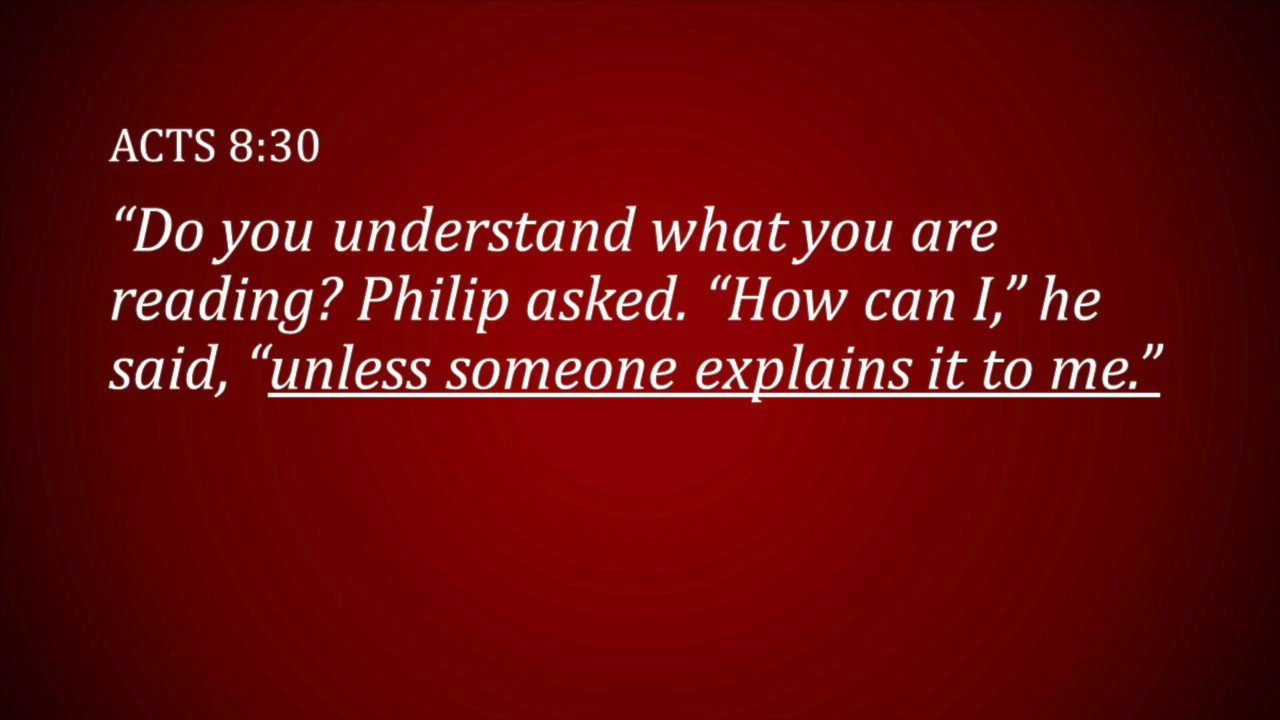 ACTS 8:30
“Do you understand what you are
reading? Philip asked. “How can I,” he
said, “unless someone explains it to me.”